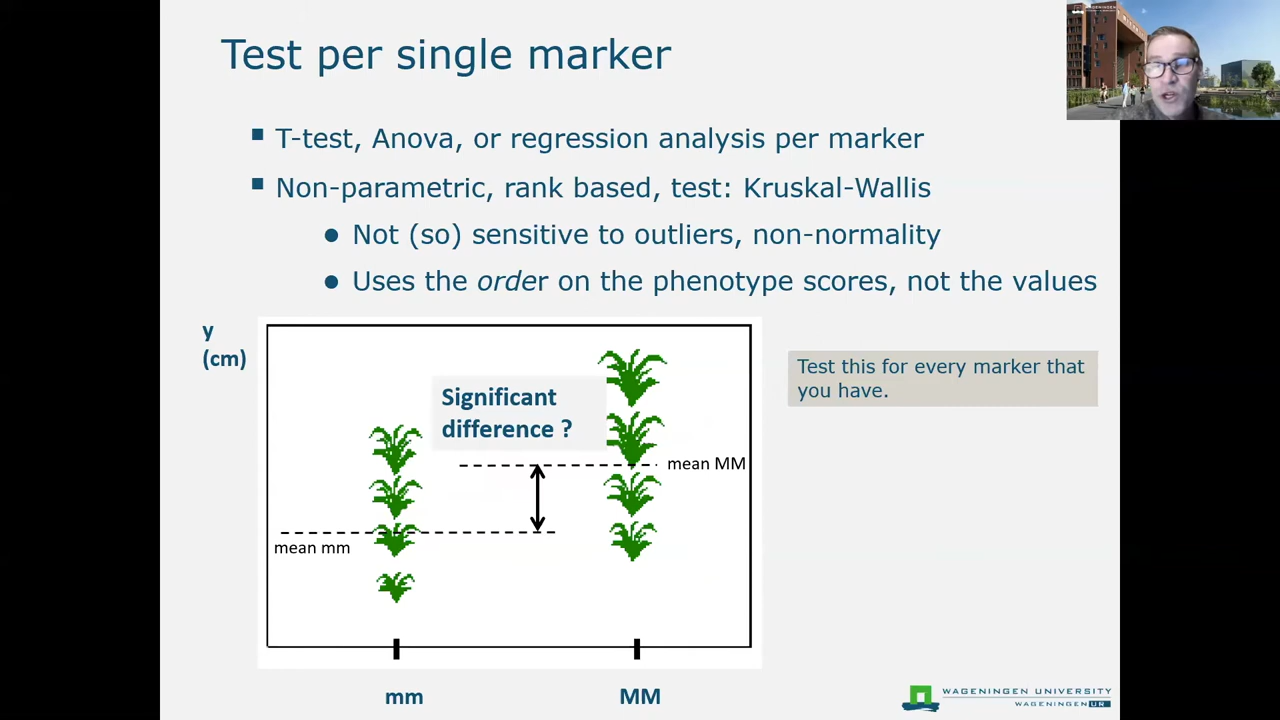 Test per single marker
T-test, Anova, or regression analysis per marker
Non-parametric, rank based, test: Kruskal-Wallis
Not (so) sensitive to outliers, non-normality
Uses the order on the phenotype scores, not the values
y
(cm)
Significant
difference ?
mean MM
mean mm
mm
MM
Test this for every marker that
you have.
WAGENINGEN UNIVERSITY
WAGENINGEN UR